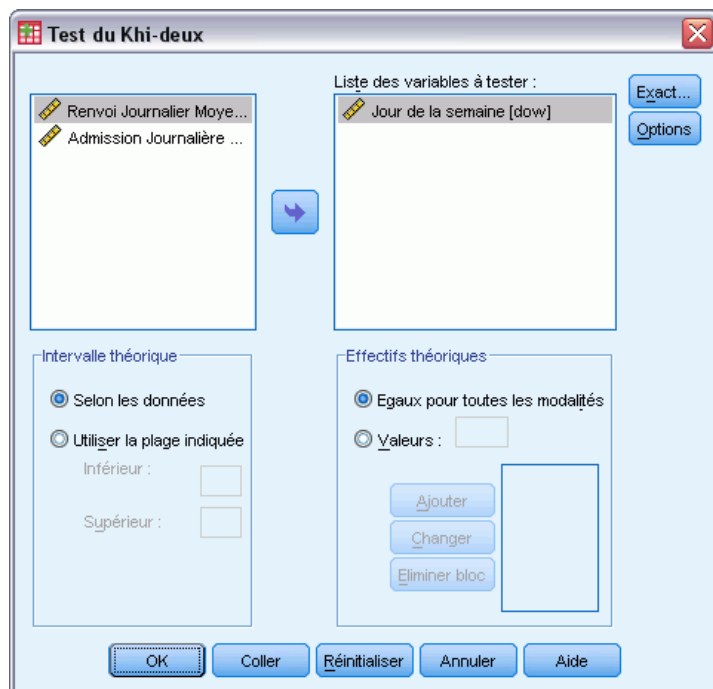 Test du Khi-deux
Liste des variables à tester :
Renvoi Journalier Moye...
Admission Journalière ...
Jour de la semaine [dow]
Exact...
Options
Intervalle théorique
Selon les données
Utiliser la plage indiquée
Inférieur :
Supérieur :
Effectifs théoriques
Egaux pour toutes les modalités
Valeurs :
Ajouter
Changer
Eliminer bloc
OK
Coller
Réinitialiser
Annuler
Aide